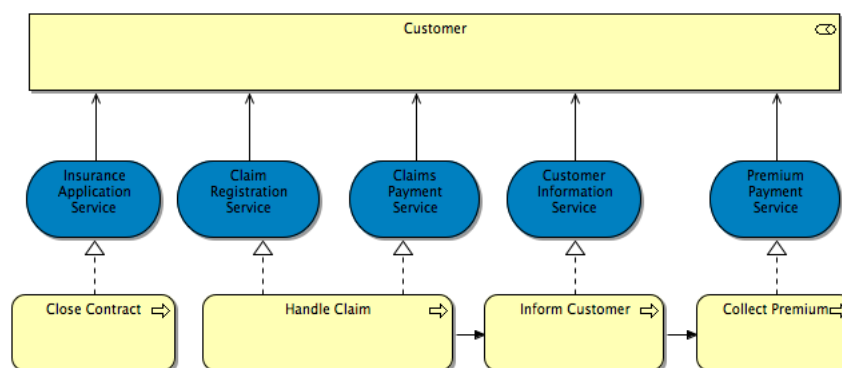 Customer
Insurance
Application
Service
Claim
Registration
Service
Claims
Payment
Service
Customer
Information
Service
Premium
Payment
Service
Close Contract
Handle Claim
Inform Customer
Collect Premium